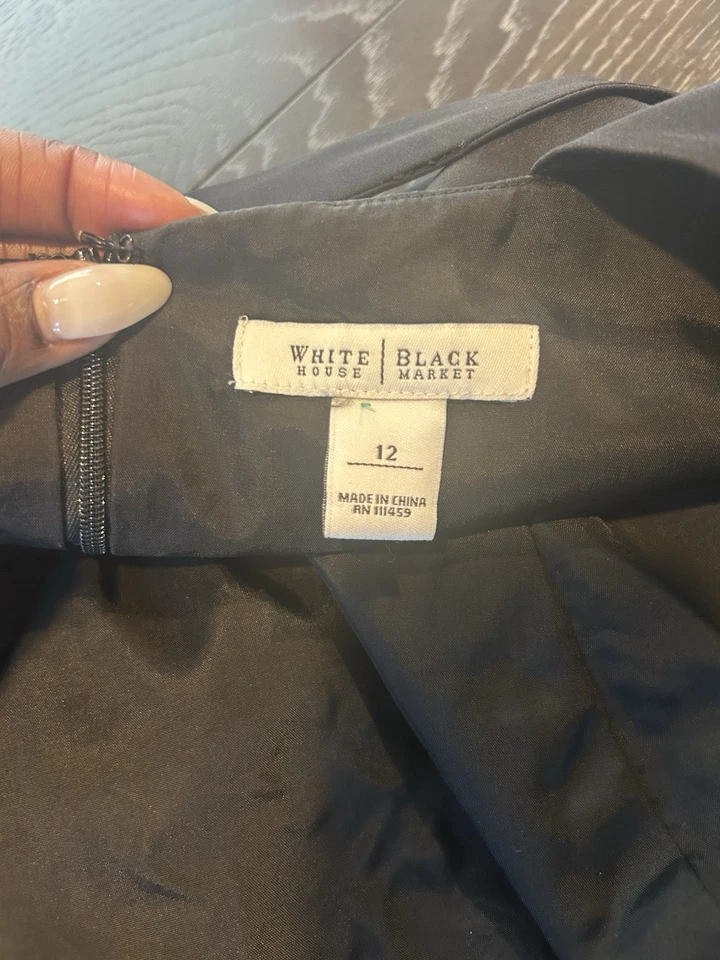 WHITE | BLACK
HOUSE | MARKET
12
MADE IN CHINA
RN 111459